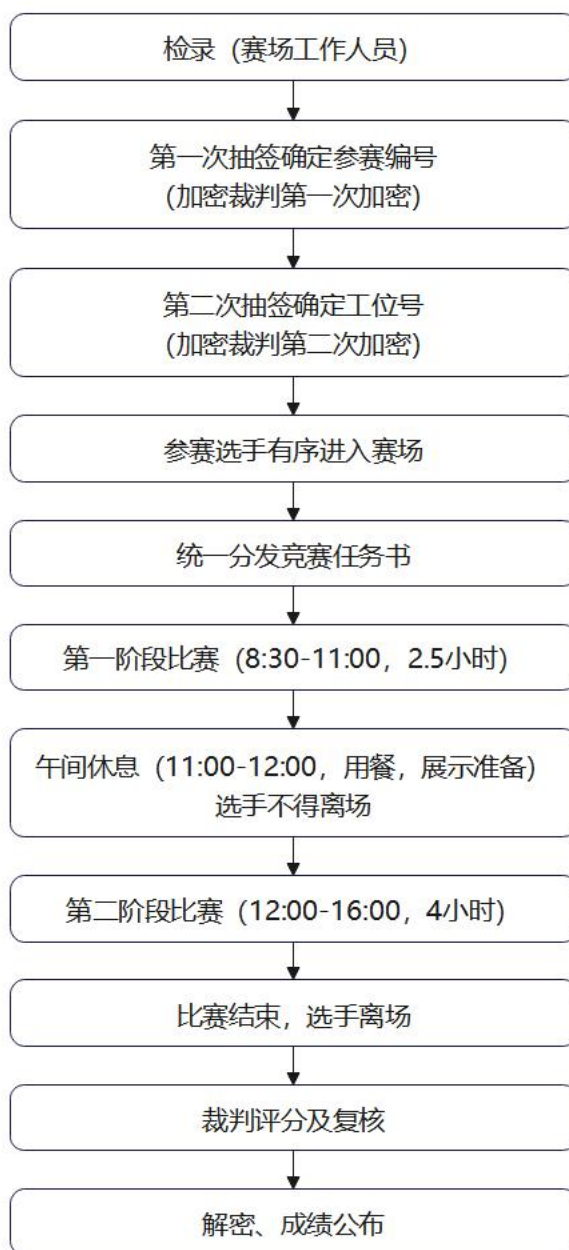 检录（赛场工作人员）
第一次抽签确定参赛编号
(加密裁判第一次加密)
第二次抽签确定工位号
(加密裁判第二次加密)
参赛选手有序进入赛场
统一分发竞赛任务书
第一阶段比赛（8:30-11:00，2.5小时）
午间休息（11:00-12:00，用餐，展示准备）
选手不得离场
第二阶段比赛（12:00-16:00，4小时）
比赛结束，选手离场
裁判评分及复核
解密、成绩公布